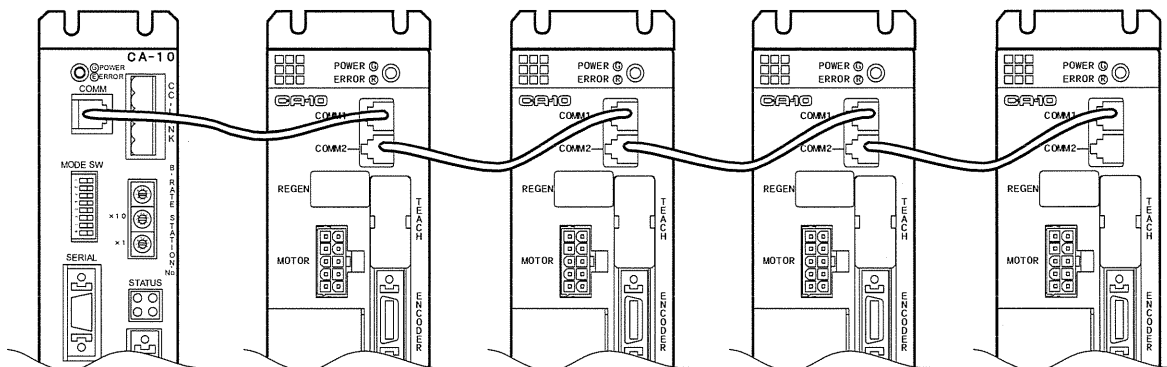 CA-10
G POWER
E ERROR
COMM
CC-LINK
MODE SW
B-RATE STATION-No
×10
×1
SERIAL
STATUS
POWER G
ERROR R
CA-10
COMM1
COMM2
REGEN
TEACH
MOTOR
ENCODER
POWER G
ERROR R
CA-10
COMM1
COMM2
REGEN
TEACH
MOTOR
ENCODER
POWER G
ERROR R
CA-10
COMM1
COMM2
REGEN
TEACH
MOTOR
ENCODER
POWER G
ERROR R
CA-10
COMM1
COMM2
REGEN
TEACH
MOTOR
ENCODER